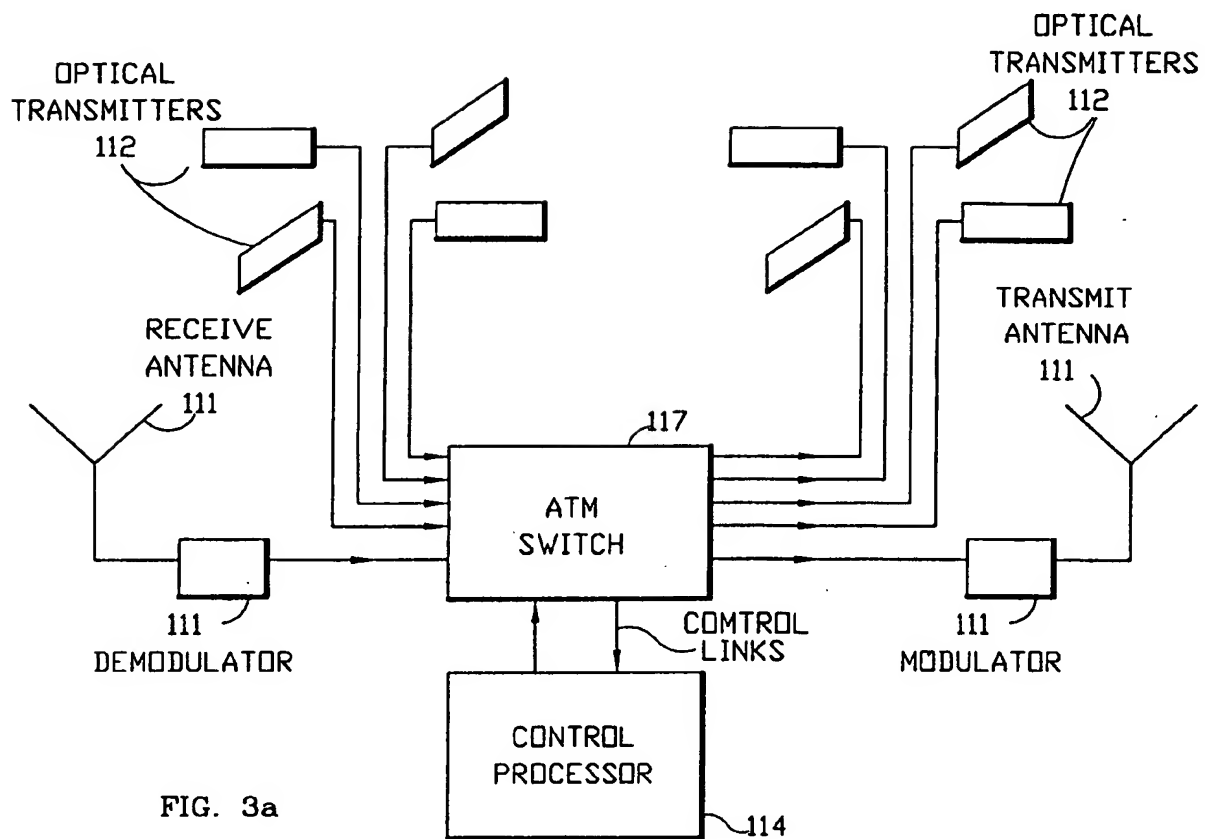 OPTICAL
TRANSMITTERS
112
OPTICAL
TRANSMITTERS
112
RECEIVE
ANTENNA
111
TRANSMIT
ANTENNA
111
117
ATM
SWITCH
111
DEMODULATOR
COMTROL
LINKS
111
MODULATOR
CONTROL
PROCESSOR
114
FIG. 3a